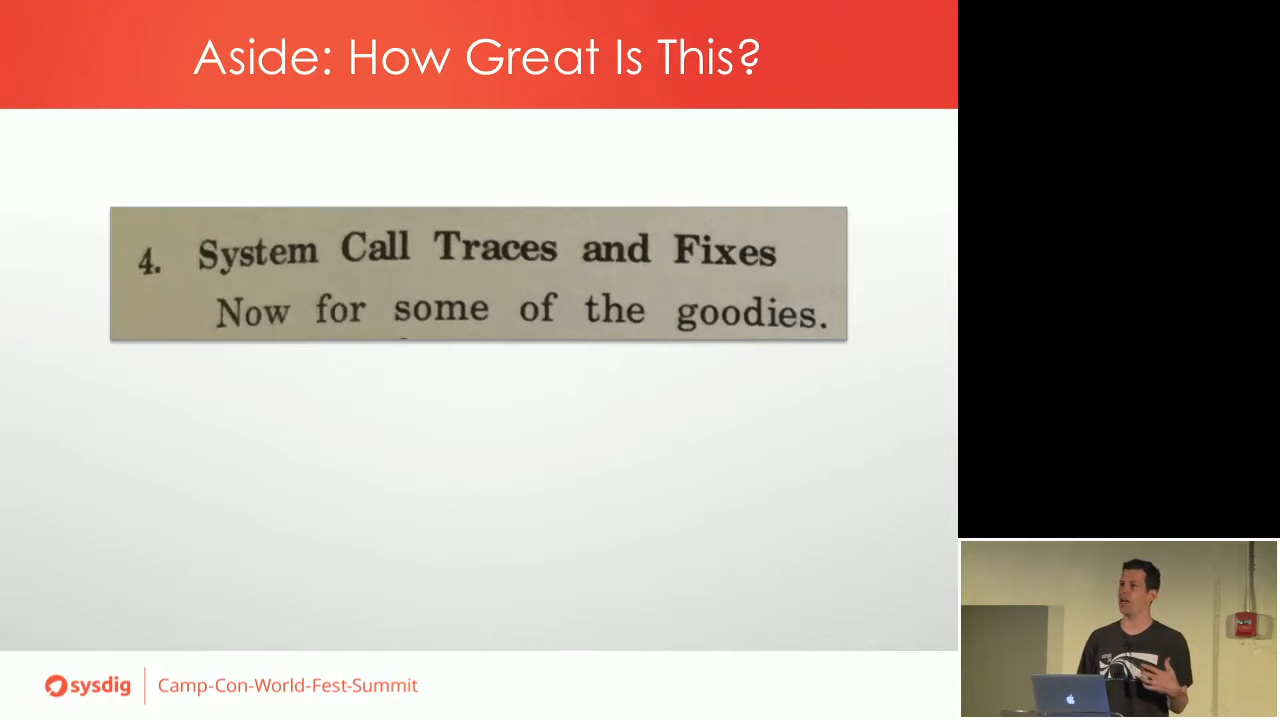 Aside: How Great Is This?
4. System Call Traces and Fixes
Now for some of the goodies.
sysdig
Camp-Con-World-Fest-Summit